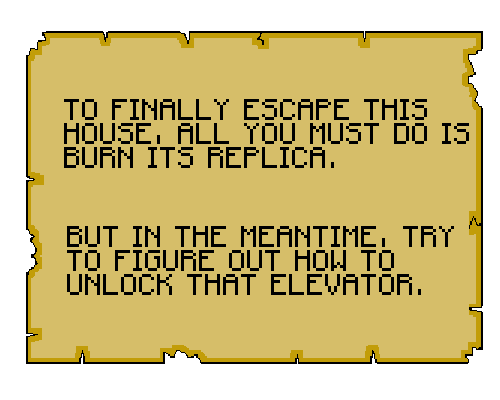 TO FINALLY ESCAPE THIS
HOUSE, ALL YOU MUST DO IS
BURN ITS REPLICA.
BUT IN THE MEANTIME, TRY
TO FIGURE OUT HOW TO
UNLOCK THAT ELEVATOR.